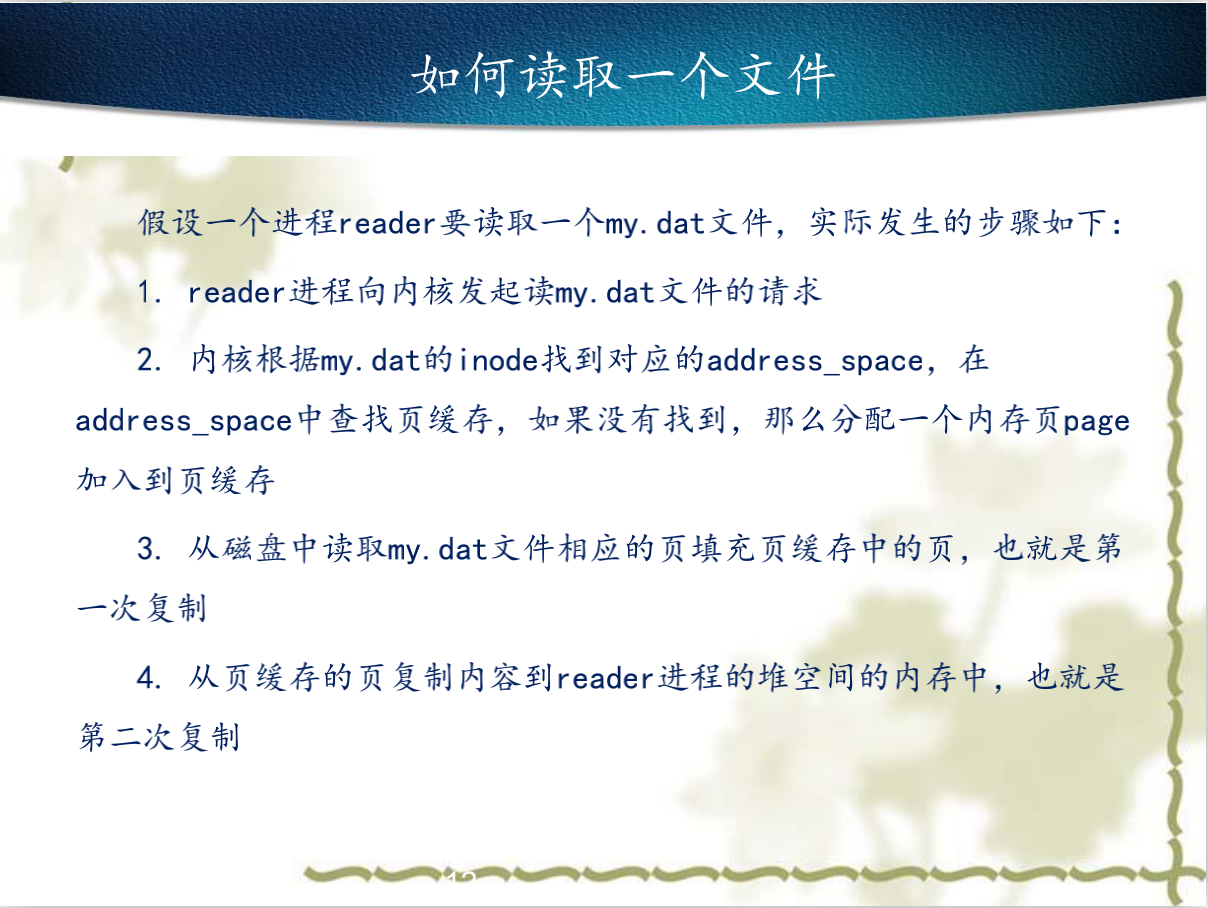 如何读取一个文件
假设一个进程reader要读取一个my.dat文件，实际发生的步骤如下：
1. reader进程向内核发起读my.dat文件的请求
2. 内核根据my.dat的inode找到对应的address_space，在
address_space中查找页缓存，如果没有找到，那么分配一个内存页page
加入到页缓存
3. 从磁盘中读取my.dat文件相应的页填充页缓存中的页，也就是第
一次复制
4. 从页缓存的页复制内容到reader进程的堆空间的内存中，也就是
第二次复制